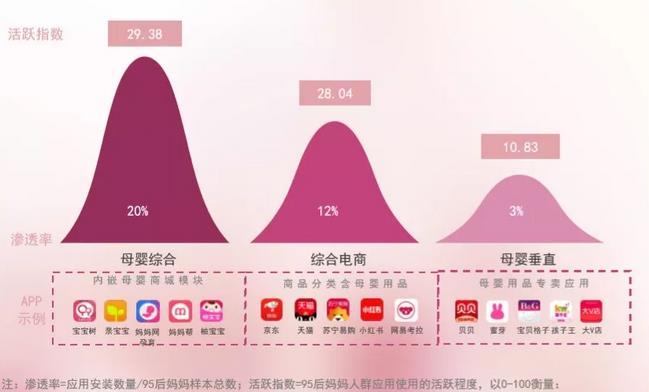 活跃指数
29.38
28.04
10.83
20%
12%
3%
渗透率
母婴综合
综合电商
母婴垂直
内嵌母婴商城模块
商品分类含母婴用品
母婴用品专卖应用
APP
示例
宝宝树 亲宝宝 妈妈网孕育 妈妈帮 柚宝宝
京东 天猫 苏宁易购 小红书 网易考拉
贝贝 蜜芽 宝贝格子 孩子王 大V店
注：渗透率=应用安装数量/95后妈妈样本总数；活跃指数=95后妈妈人群应用使用的活跃程度，以0-100衡量；